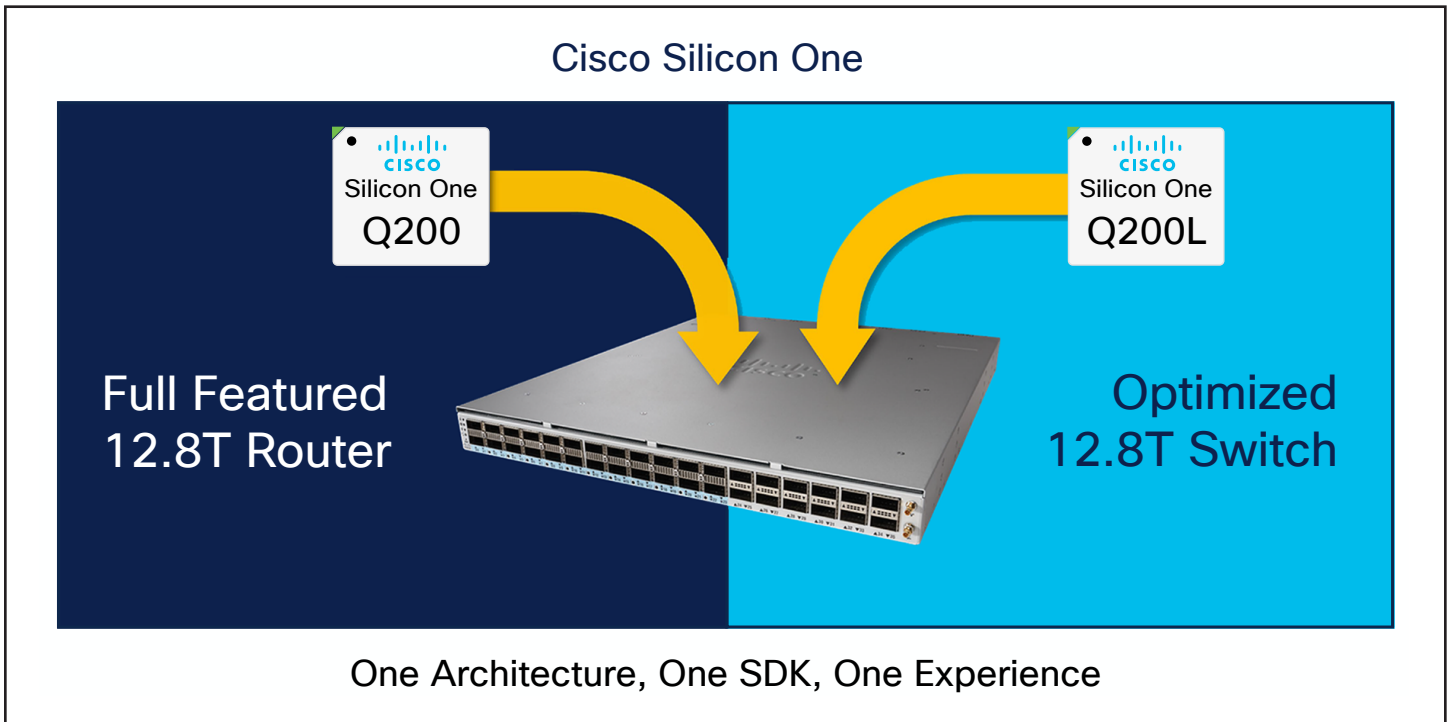 Cisco Silicon One
CISCO
Silicon One
Q200
CISCO
Silicon One
Q200L
Full Featured
12.8T Router
Optimized
12.8T Switch
CISCO
One Architecture, One SDK, One Experience